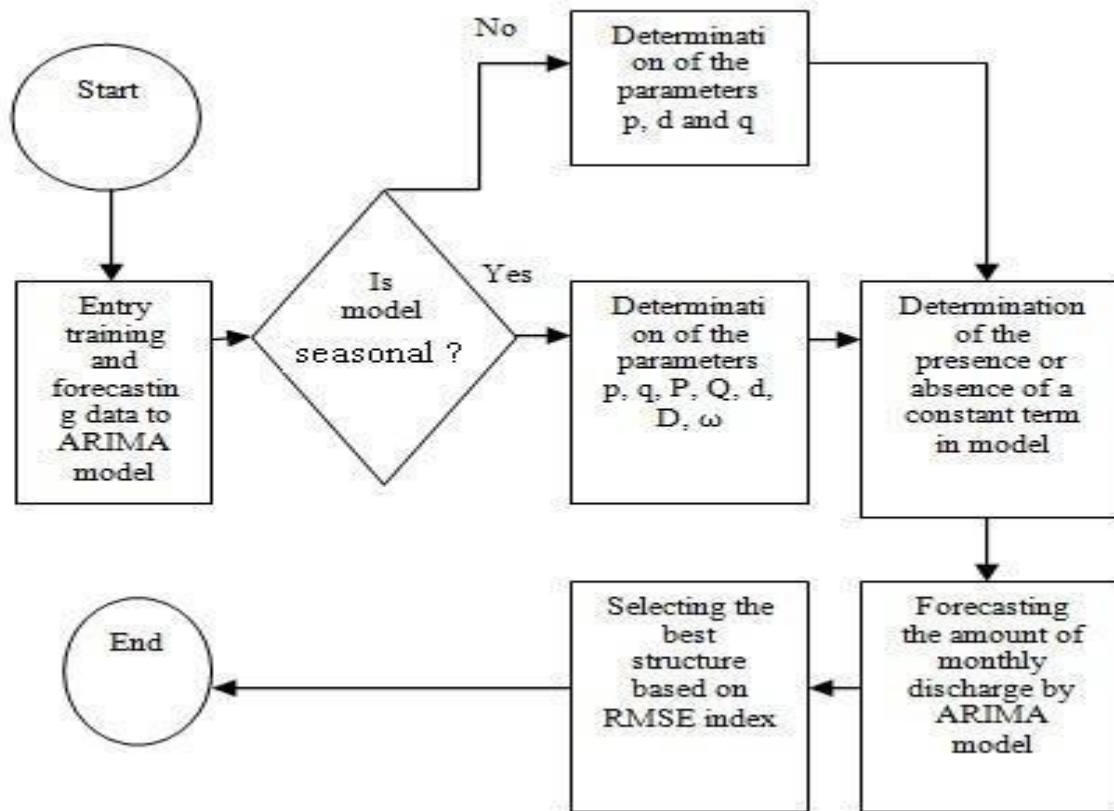 Start
Entry
training
and
forecastin
g data to
ARIMA
model
Is
model
seasonal ?
No
Determinati
on of the
parameters
p, d and q
Yes
Determinati
on of the
parameters
p, q, P, Q, d,
D, ω
Determination
of the
presence or
absence of a
constant term
in model
Forecasting
the amount of
monthly
discharge by
ARIMA
model
Selecting the
best
structure
based on
RMSE index
End